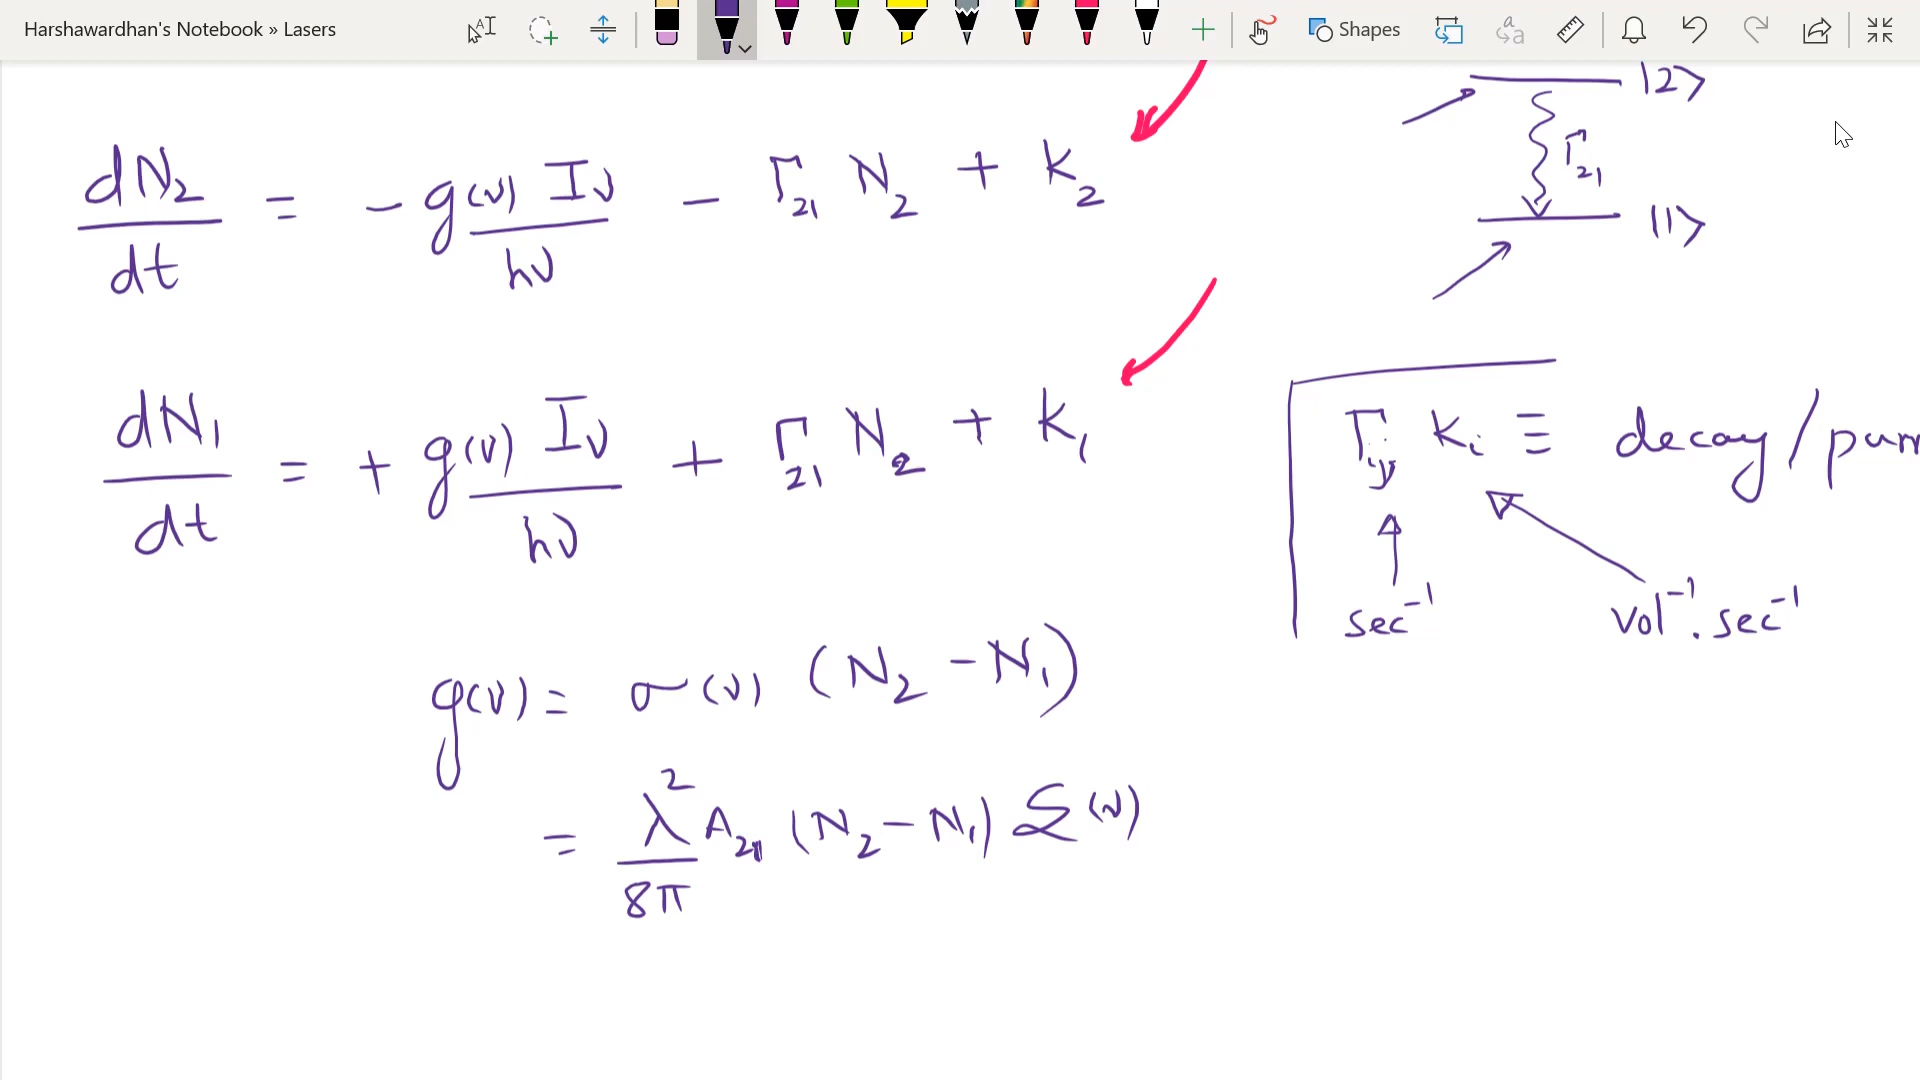 Harshawardhan's Notebook » Lasers
Shapes
dN₂/dt = - g(ν) Iν/hν - Γ₂₁ N₂ + K₂
|2>
Γ₂₁
|1>
dN₁/dt = + g(ν) Iν/hν + Γ₂₁ N₂ + K₁
Γij Ki ≡ decay/pum
sec⁻¹
vol⁻¹. sec⁻¹
g(ν) = σ(ν) (N₂ - N₁)
= λ²/8π A₂₁ (N₂ - N₁) ℒ(ν)